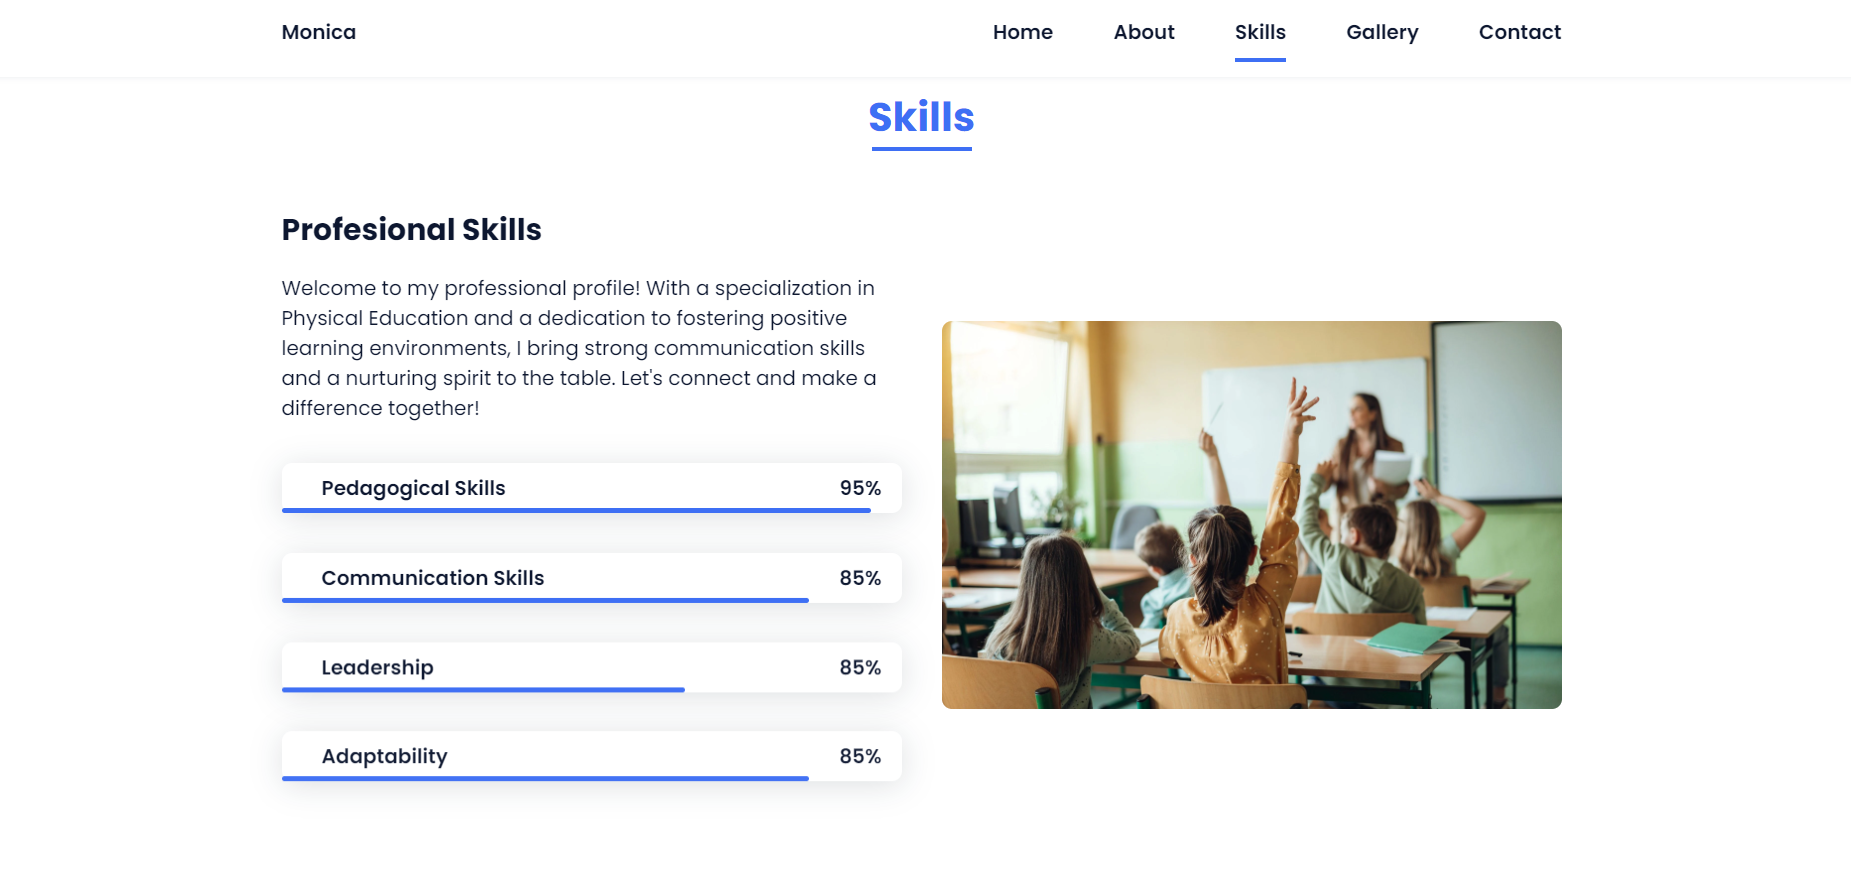 Monica
Home
About
Skills
Gallery
Contact
Skills
Profesional Skills
Welcome to my professional profile! With a specialization in
Physical Education and a dedication to fostering positive
learning environments, I bring strong communication skills
and a nurturing spirit to the table. Let's connect and make a
difference together!
Pedagogical Skills 95%
Communication Skills 85%
Leadership 85%
Adaptability 85%